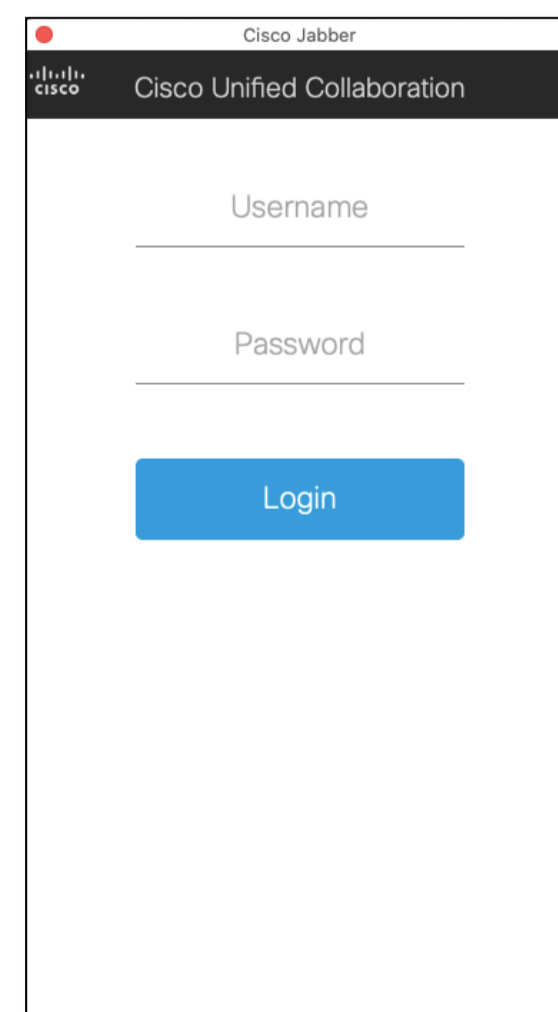 Cisco Jabber
CISCO
Cisco Unified Collaboration
Username
Password
Login